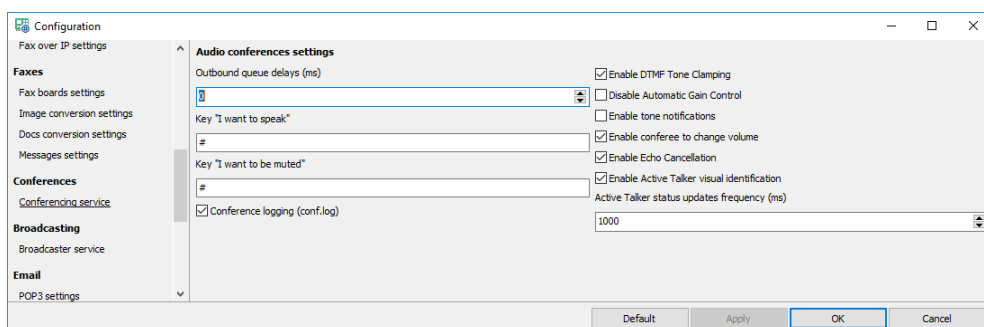 Configuration
Fax over IP settings
Faxes
Fax boards settings
Image conversion settings
Docs conversion settings
Messages settings
Conferences
Conferencing service
Broadcasting
Broadcaster service
Email
POP3 settings
Audio conferences settings
Outbound queue delays (ms)
0
Key "I want to speak"
#
Key "I want to be muted"
#
Conference logging (conf.log)
Enable DTMF Tone Clamping
Disable Automatic Gain Control
Enable tone notifications
Enable conferee to change volume
Enable Echo Cancellation
Enable Active Talker visual identification
Active Talker status updates frequency (ms)
1000
Default
Apply
OK
Cancel